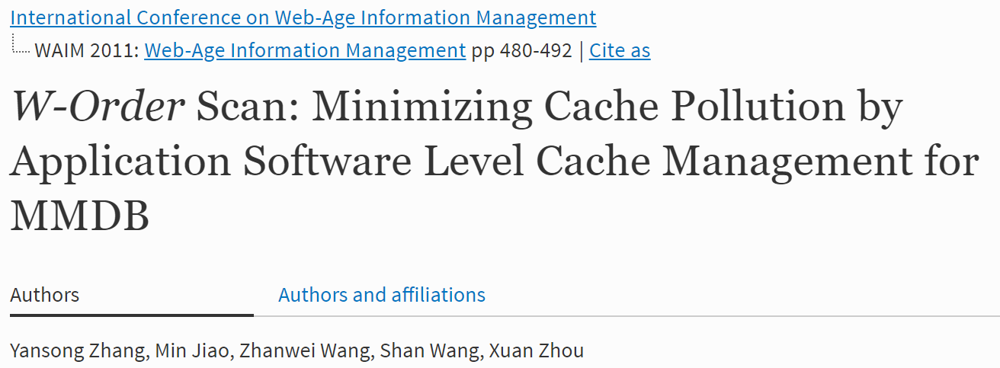 International Conference on Web-Age Information Management
WAIM 2011: Web-Age Information Management pp 480-492 | Cite as
W-Order Scan: Minimizing Cache Pollution by
Application Software Level Cache Management for
MMDB
Authors
Authors and affiliations
Yansong Zhang, Min Jiao, Zhanwei Wang, Shan Wang, Xuan Zhou